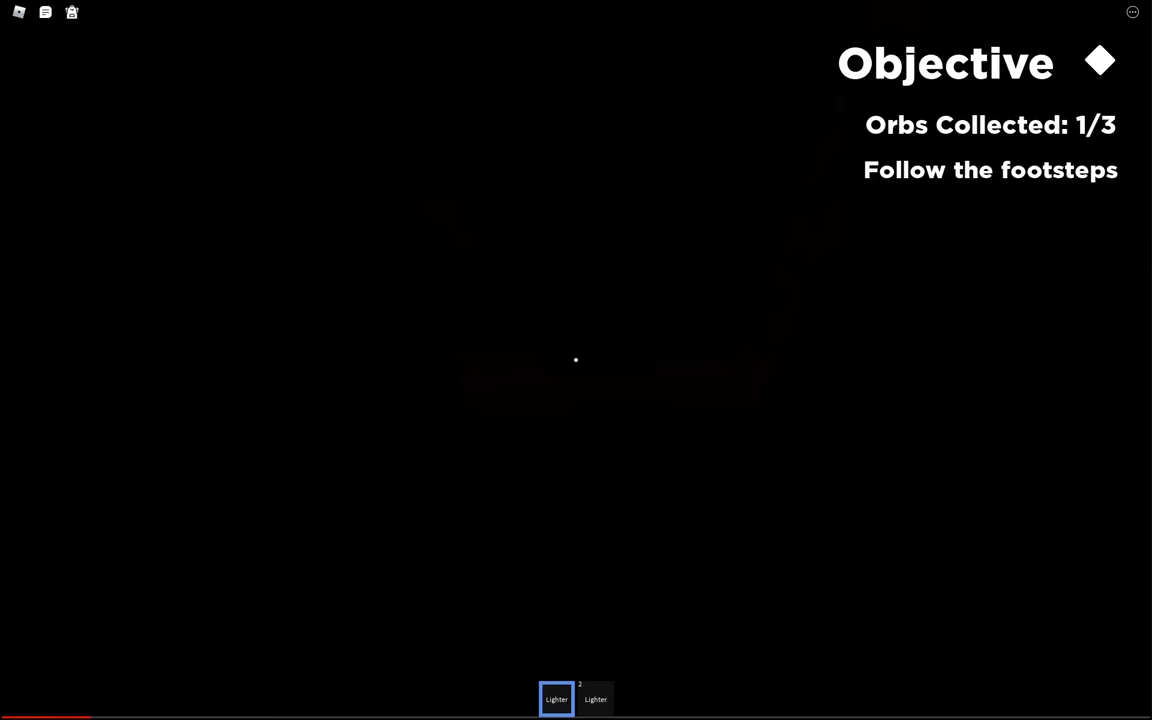 Objective
Orbs Collected: 1/3
Follow the footsteps
Lighter
2
Lighter